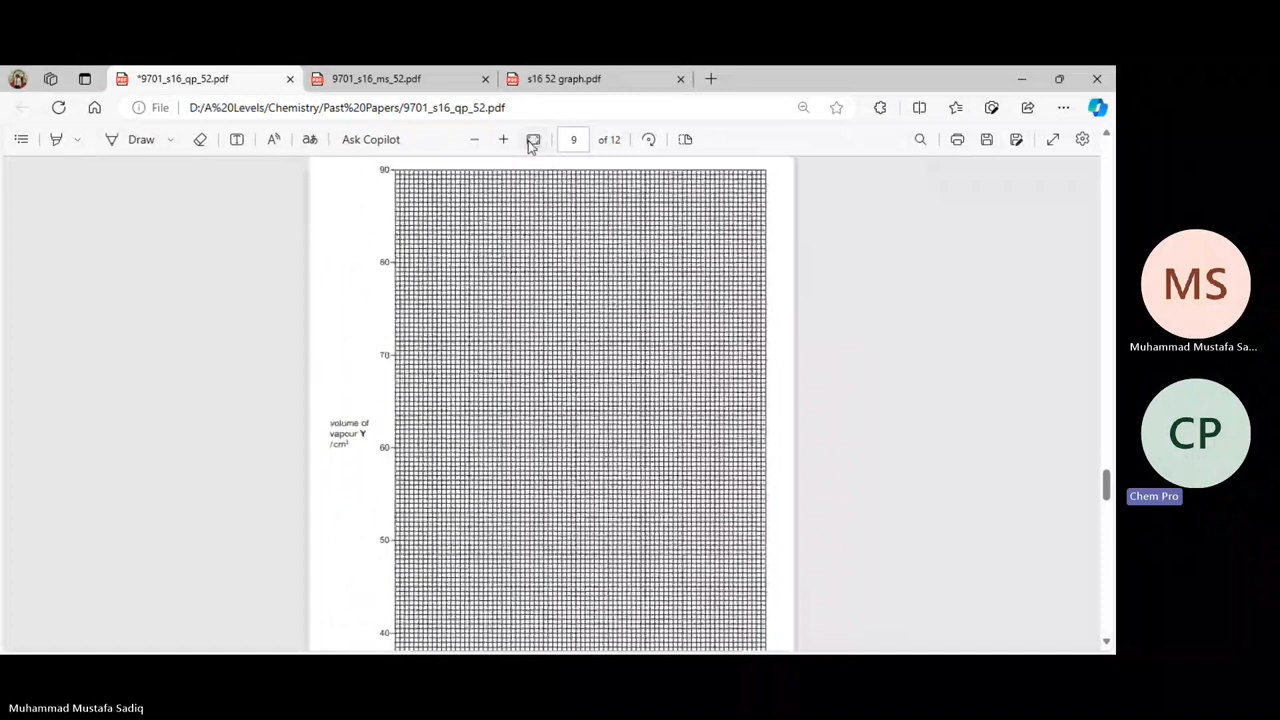 *9701_s16_qp_52.pdf
9701_s16_ms_52.pdf
s16 52 graph.pdf
File
D:/A%20Levels/Chemistry/Past%20Papers/9701_s16_qp_52.pdf
Draw
Ask Copilot
9
of 12
90
80
70
volume of
vapour Y
/cm³
60
50
40
MS
Muhammad Mustafa Sa...
CP
Chem Pro
Muhammad Mustafa Sadiq